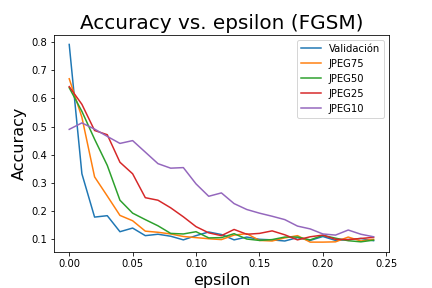 Accuracy vs. epsilon (FGSM)
Accuracy
0.8
0.7
0.6
0.5
0.4
0.3
0.2
0.1
Validación
JPEG75
JPEG50
JPEG25
JPEG10
0.00 0.05 0.10 0.15 0.20 0.25
epsilon